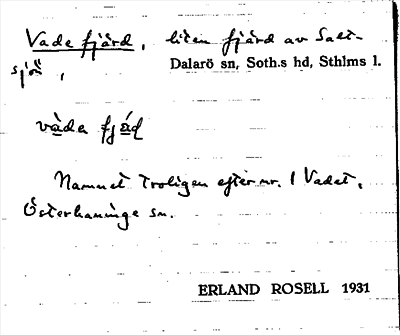 Vade fjärd, liten fjärd av Salt-
sjön,
Dalarö sn, Soth.s hd, Sthlms l.
våde fjäḍ
Namnet troligen efter nr. 1 Vadet,
Österhaninge sn.
ERLAND ROSELL 1931